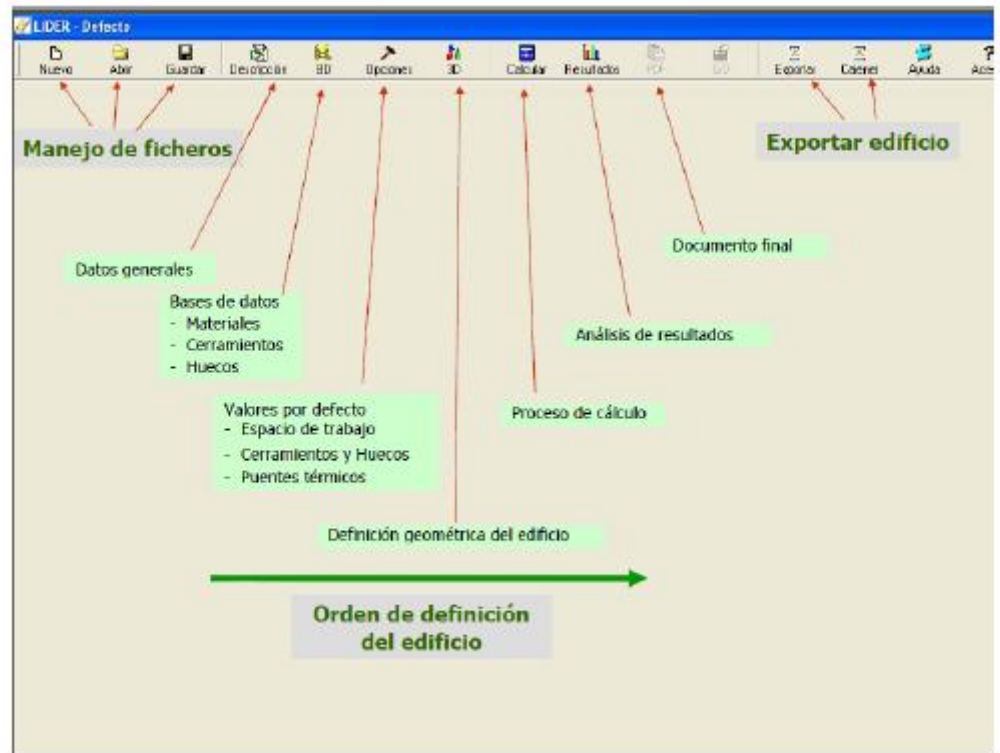 LIDER - Defecto
Nuevo Abrir Guardar Descripción BD Opciones 3D Calcular Resultados PDF Exportar Ayuda
Manejo de ficheros
Exportar edificio
Documento final
Datos generales
Bases de datos
- Materiales
- Cerramientos
- Huecos
Análisis de resultados
Valores por defecto
- Espacio de trabajo
- Cerramientos y Huecos
- Puentes térmicos
Proceso de cálculo
Definición geométrica del edificio
Orden de definición
del edificio